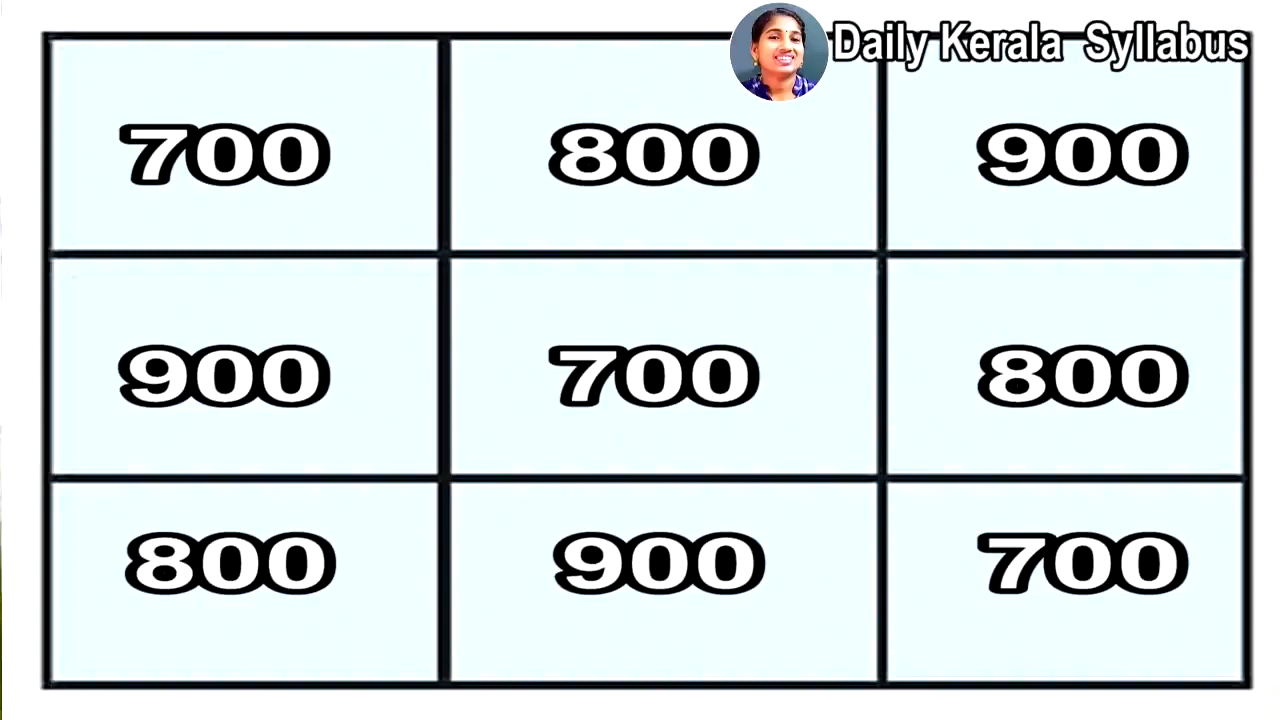 Daily Kerala Syllabus
700 800 900
900 700 800
800 900 700